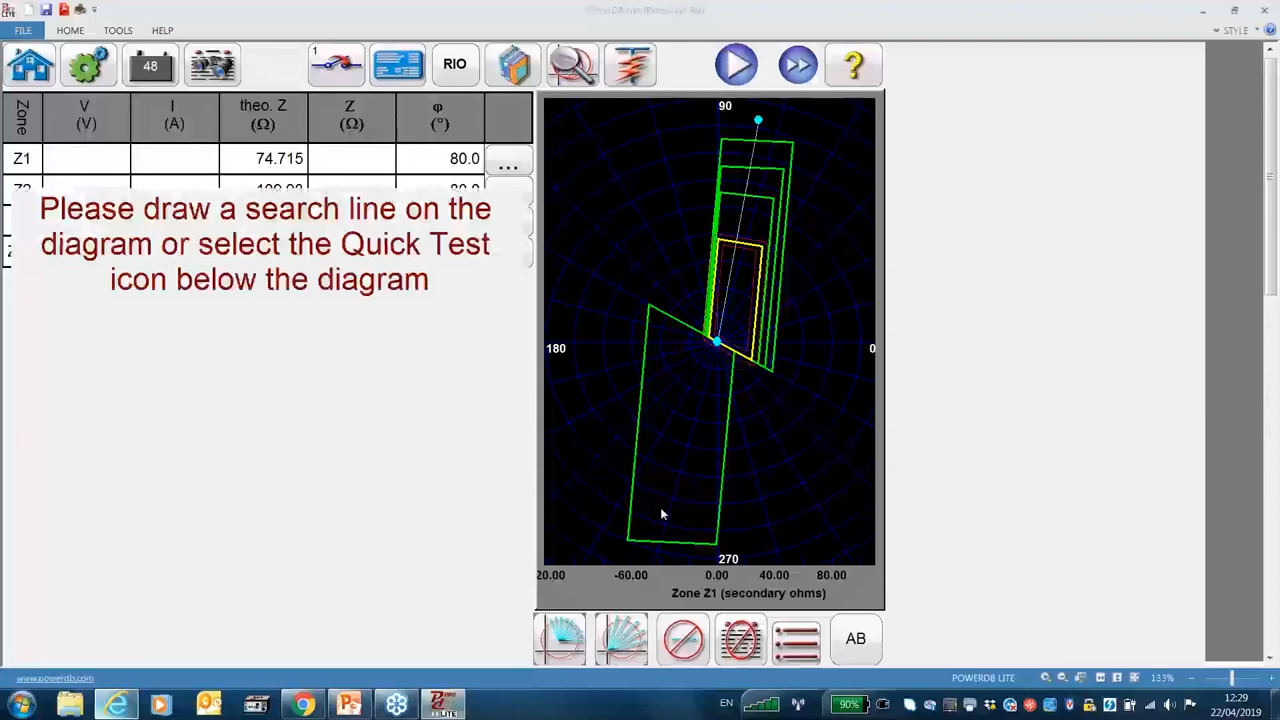 FILE HOME TOOLS HELP
STYLE
48 1 RIO ?
Zone V (V) I (A) theo. Z (Ω) Z (Ω) φ (°)
Z1 74.715 80.0 ...
Please draw a search line on the
diagram or select the Quick Test
icon below the diagram
90
180
0
270
20.00 -60.00 0.00 40.00 80.00
Zone Z1 (secondary ohms)
AB
www.powerdb.com POWERDB LITE 133%
EN 90% 12:29
22/04/2019